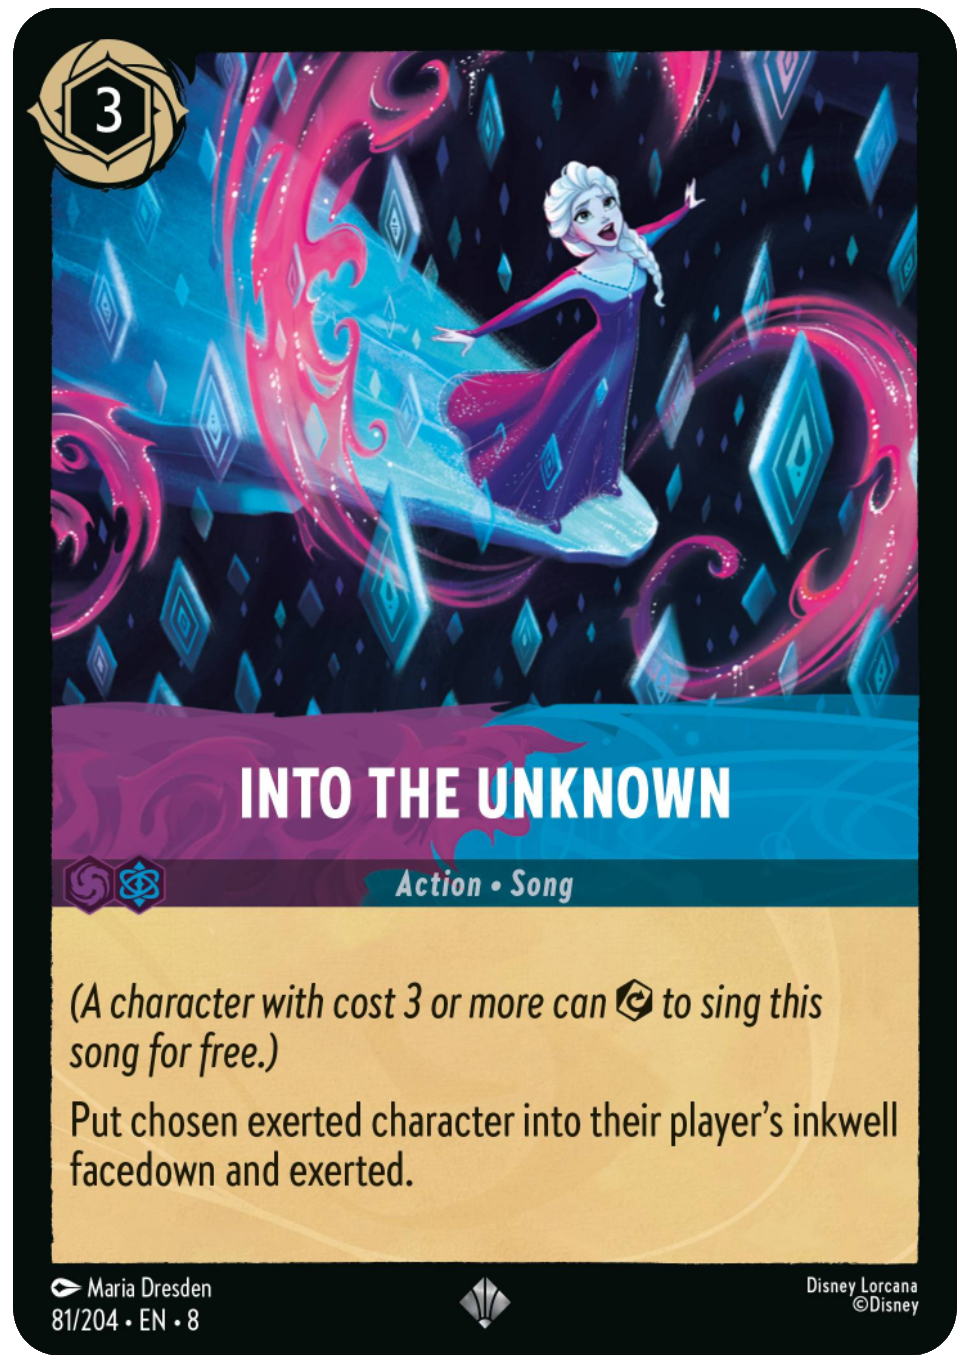 3
INTO THE UNKNOWN
Action • Song
(A character with cost 3 or more can to sing this
song for free.)
Put chosen exerted character into their player’s inkwell
facedown and exerted.
Maria Dresden
81/204 • EN • 8
Disney Lorcana
©Disney